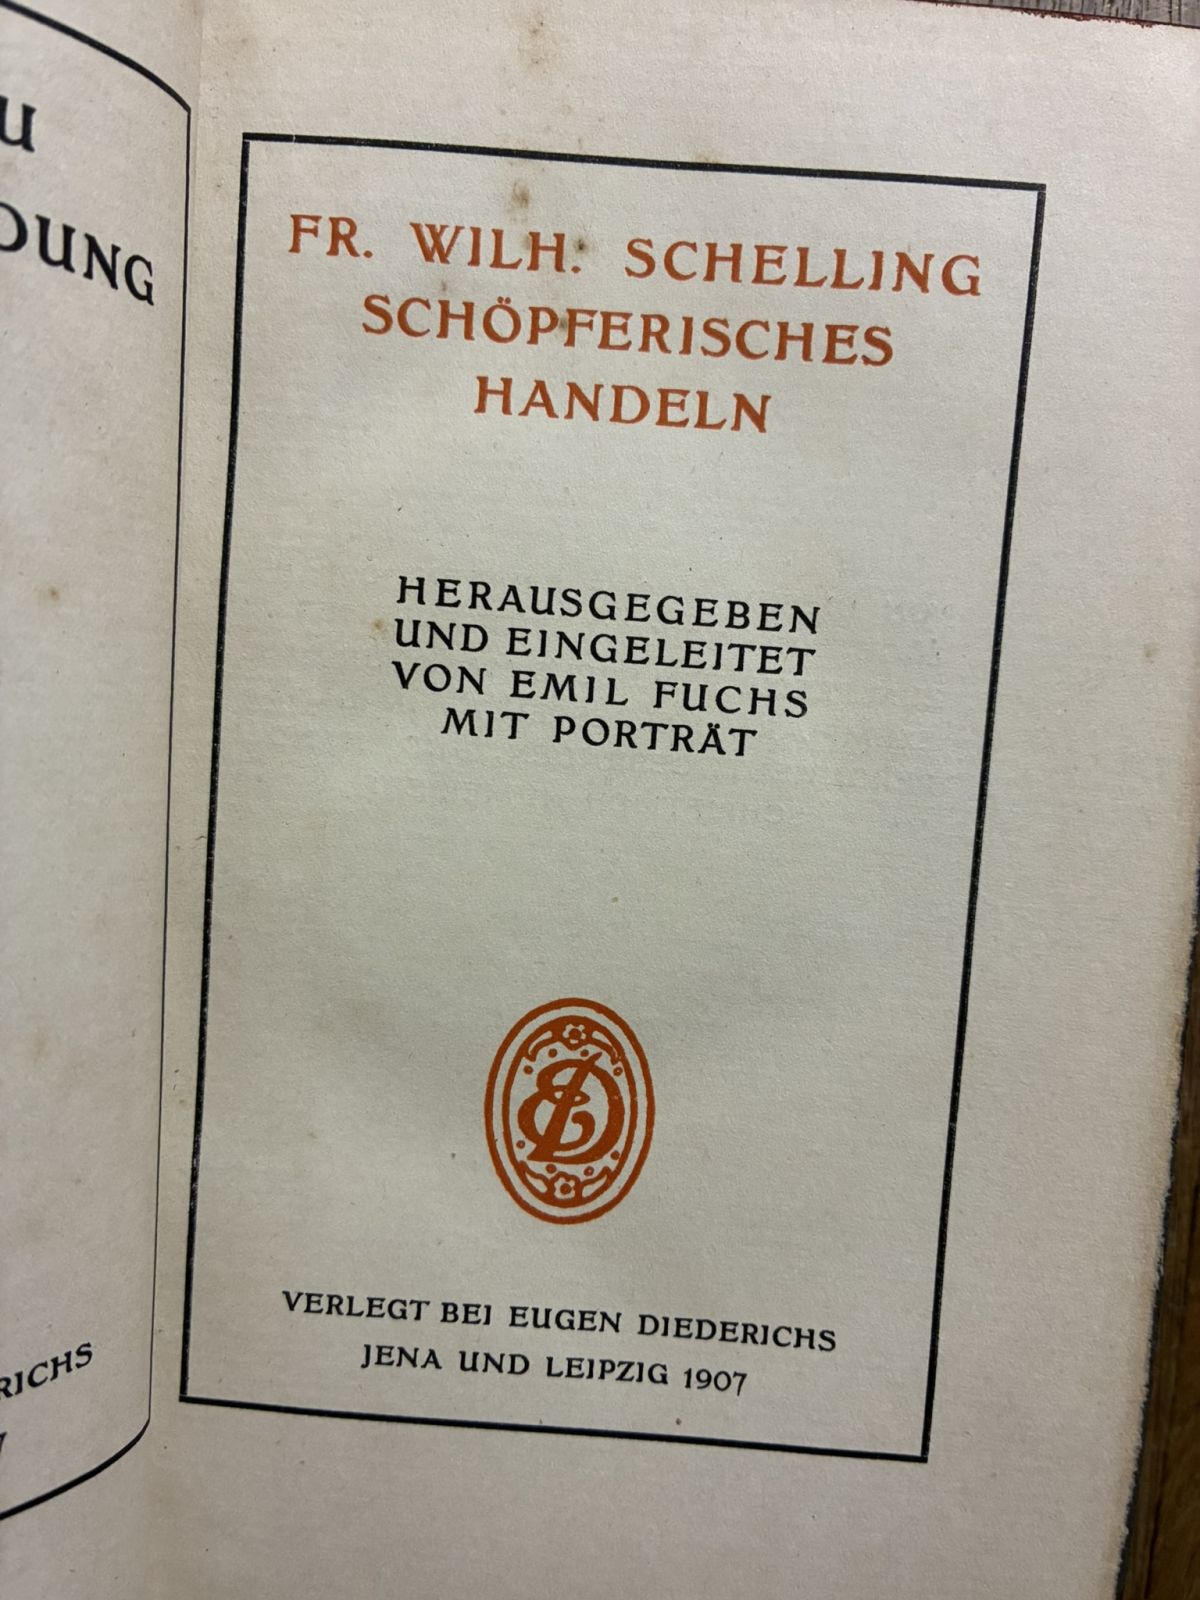 FR. WILH. SCHELLING
SCHÖPFERISCHES
HANDELN
HERAUSGEGEBEN
UND EINGELEITET
VON EMIL FUCHS
MIT PORTRÄT
ED
VERLEGT BEI EUGEN DIEDERICHS
JENA UND LEIPZIG 1907